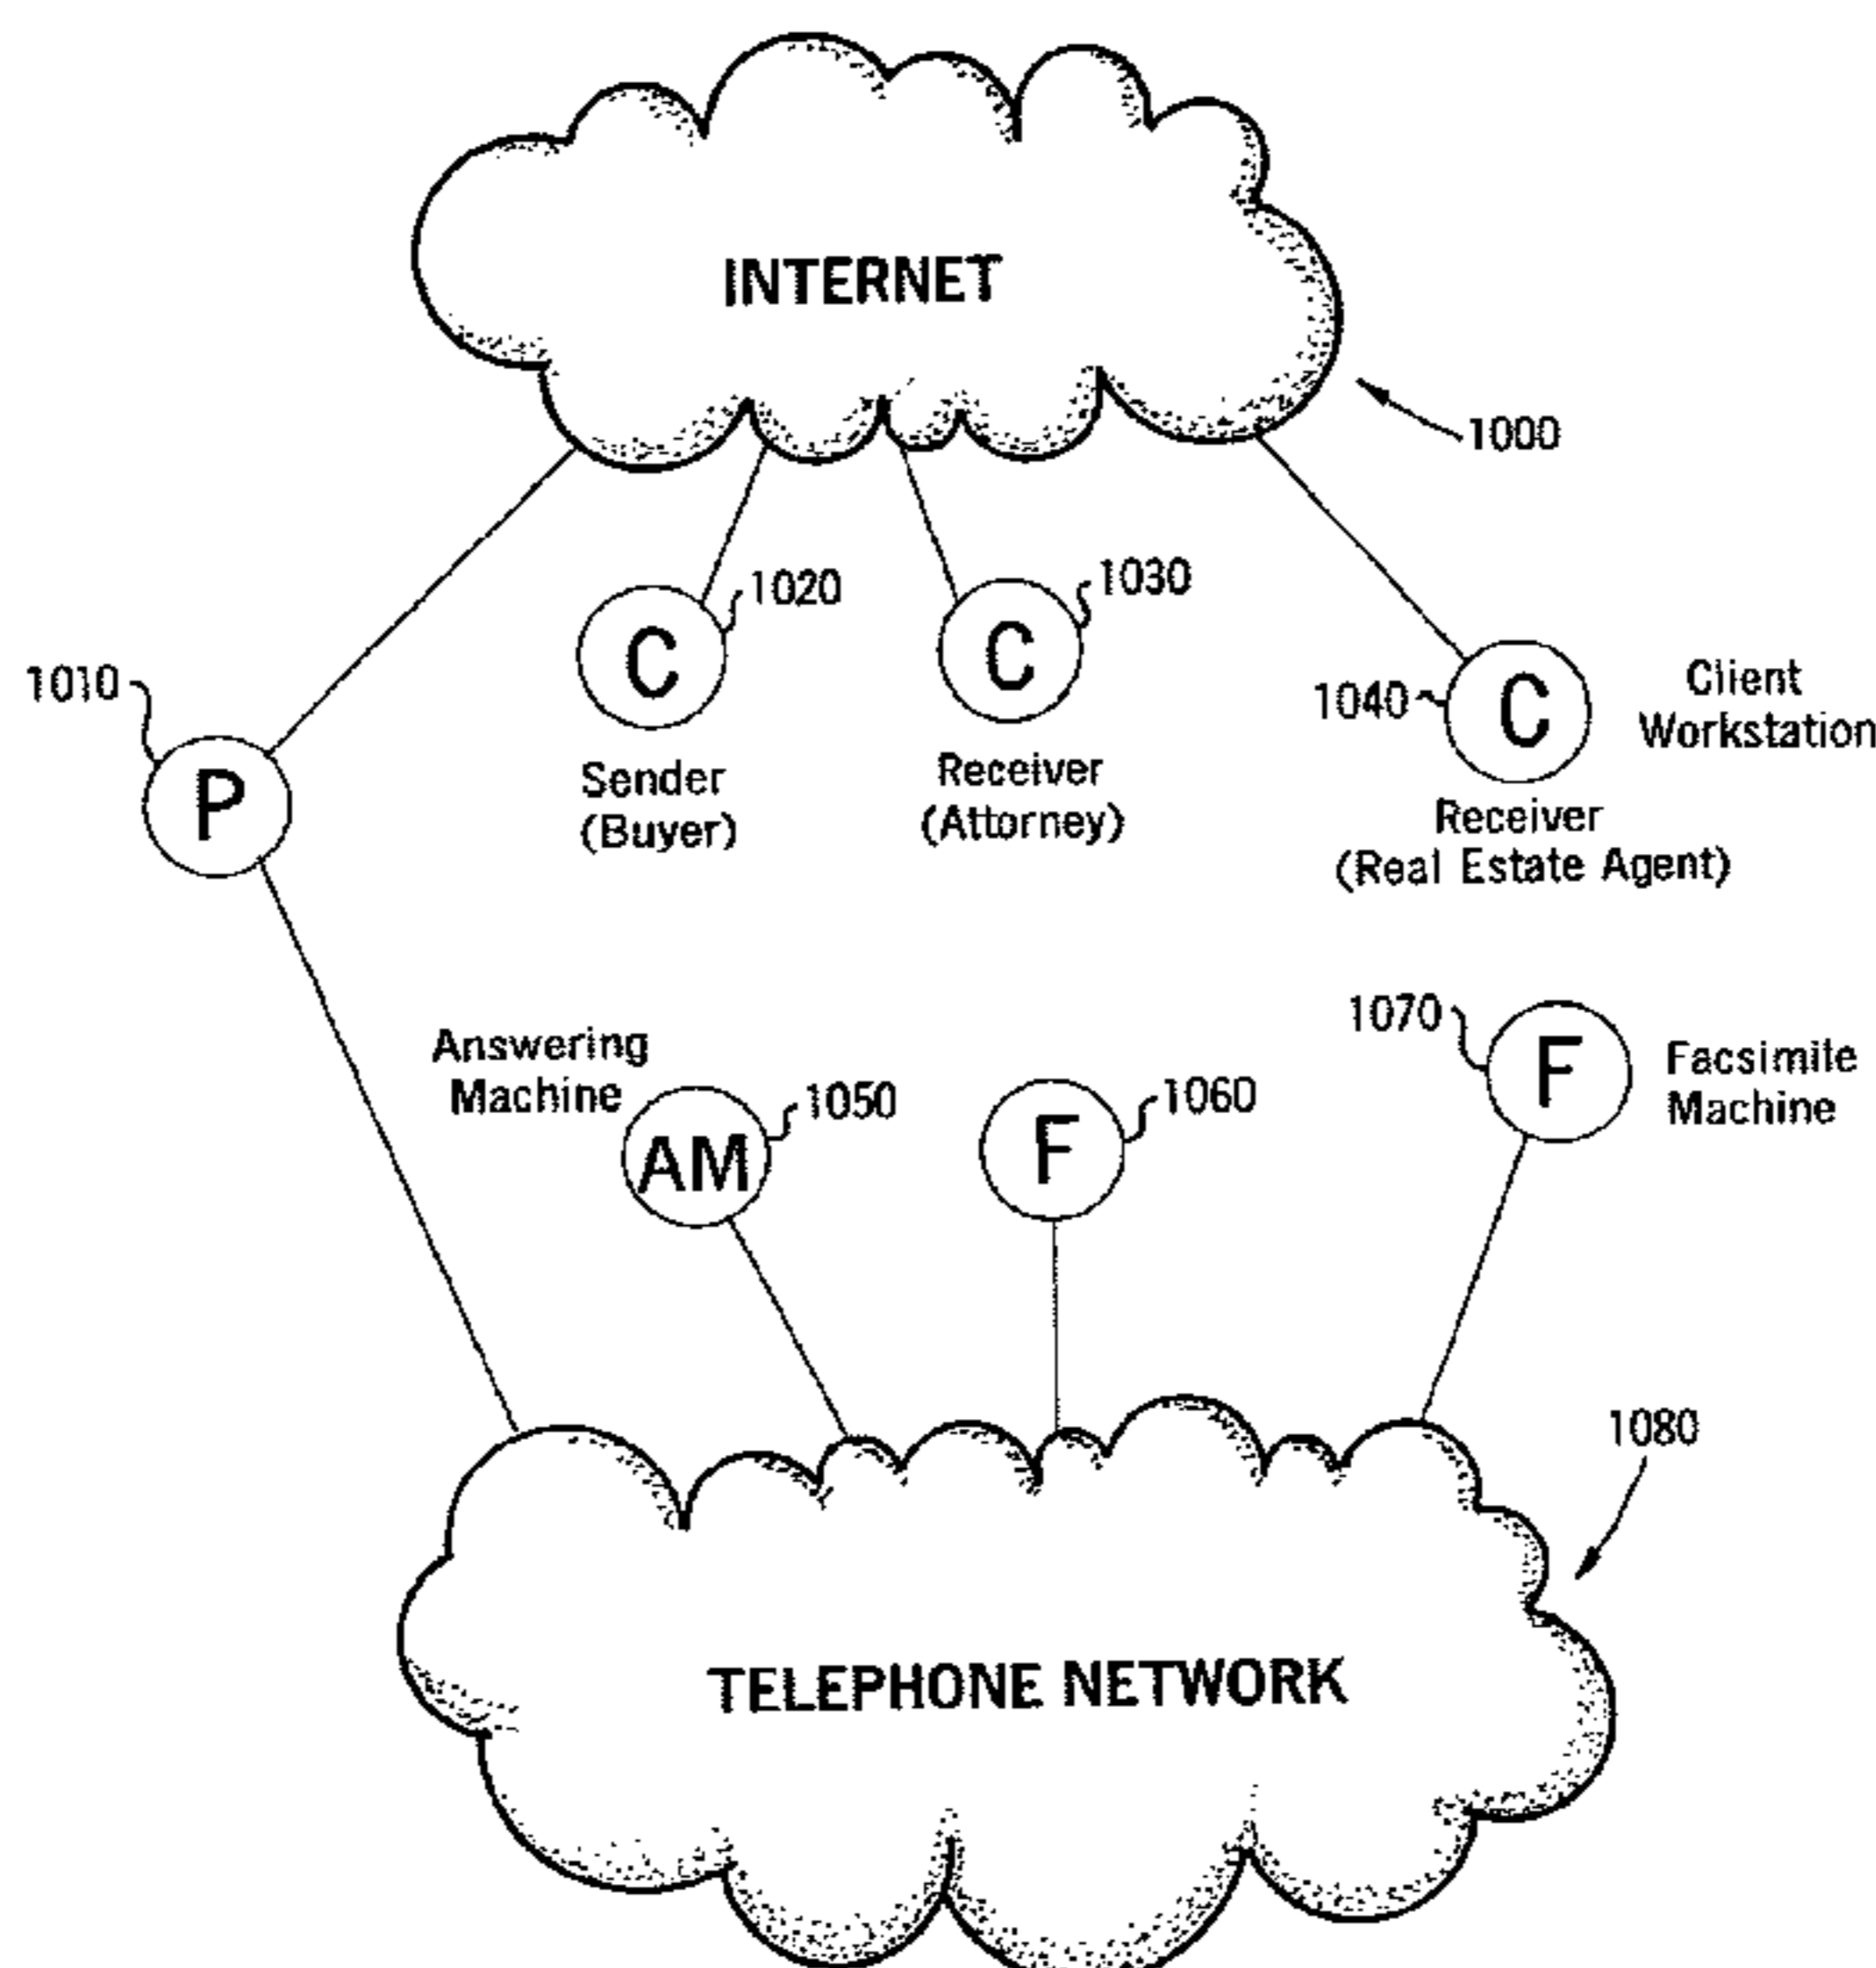 INTERNET
1000
1020
1030
1010
C
C
1040
C
Client
Workstation
P
Sender
(Buyer)
Receiver
(Attorney)
Receiver
(Real Estate Agent)
Answering
Machine
AM
1050
F
1060
1070
F
Facsimile
Machine
1080
TELEPHONE NETWORK